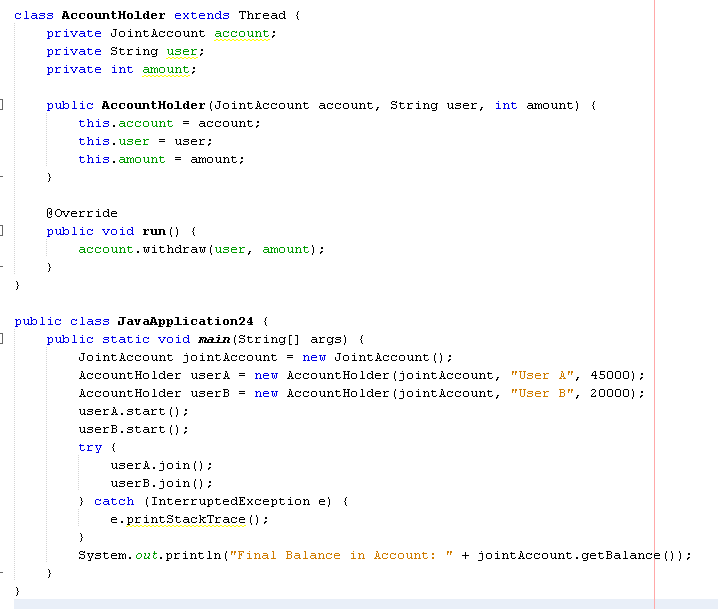 class AccountHolder extends Thread {
    private JointAccount account;
    private String user;
    private int amount;

    public AccountHolder(JointAccount account, String user, int amount) {
        this.account = account;
        this.user = user;
        this.amount = amount;
    }

    @Override
    public void run() {
        account.withdraw(user, amount);
    }
}

public class JavaApplication24 {
    public static void main(String[] args) {
        JointAccount jointAccount = new JointAccount();
        AccountHolder userA = new AccountHolder(jointAccount, "User A", 45000);
        AccountHolder userB = new AccountHolder(jointAccount, "User B", 20000);
        userA.start();
        userB.start();
        try {
            userA.join();
            userB.join();
        } catch (InterruptedException e) {
            e.printStackTrace();
        }
        System.out.println("Final Balance in Account: " + jointAccount.getBalance());
    }
}